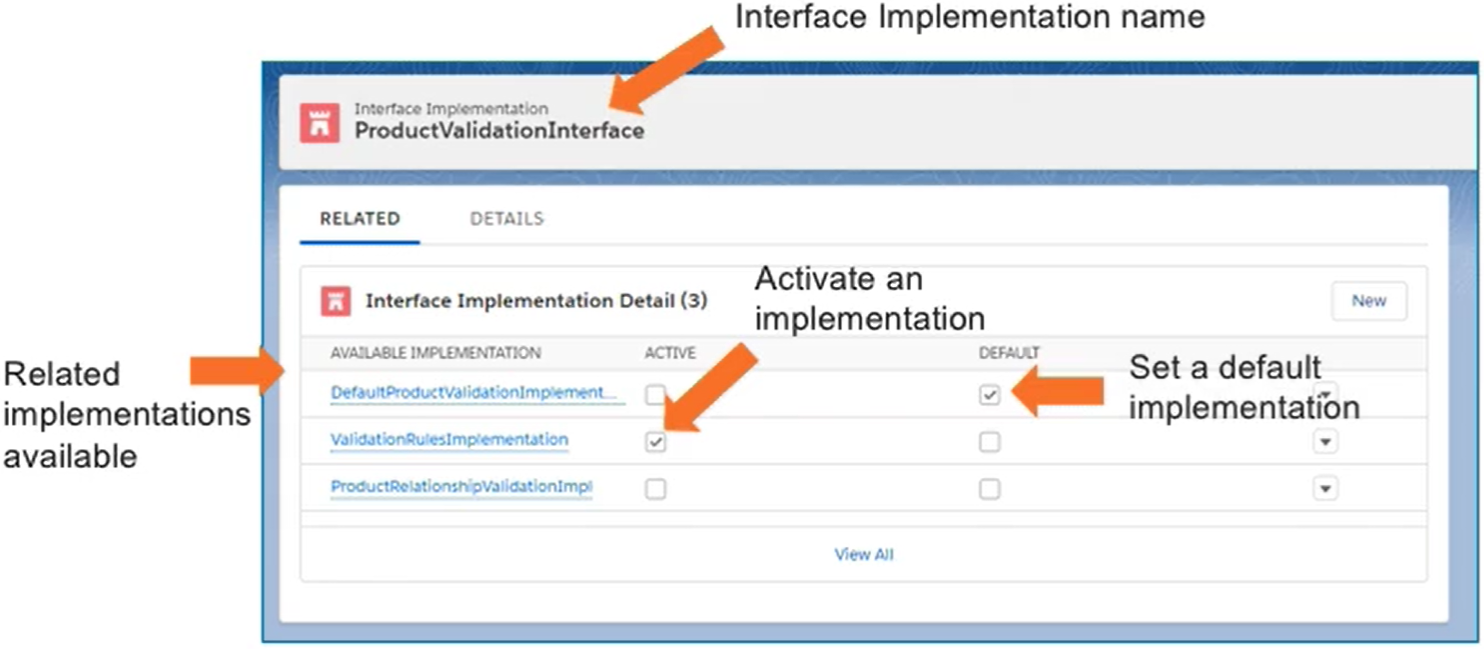 Interface Implementation name
Interface Implementation
ProductValidationInterface
RELATED DETAILS
Activate an
implementation
Interface Implementation Detail (3)
New
AVAILABLE IMPLEMENTATION ACTIVE DEFAULT
Related
implementations
available
Set a default
implementation
DefaultProductValidationImplement...
ValidationRulesImplementation
ProductRelationshipValidationImpl
View All